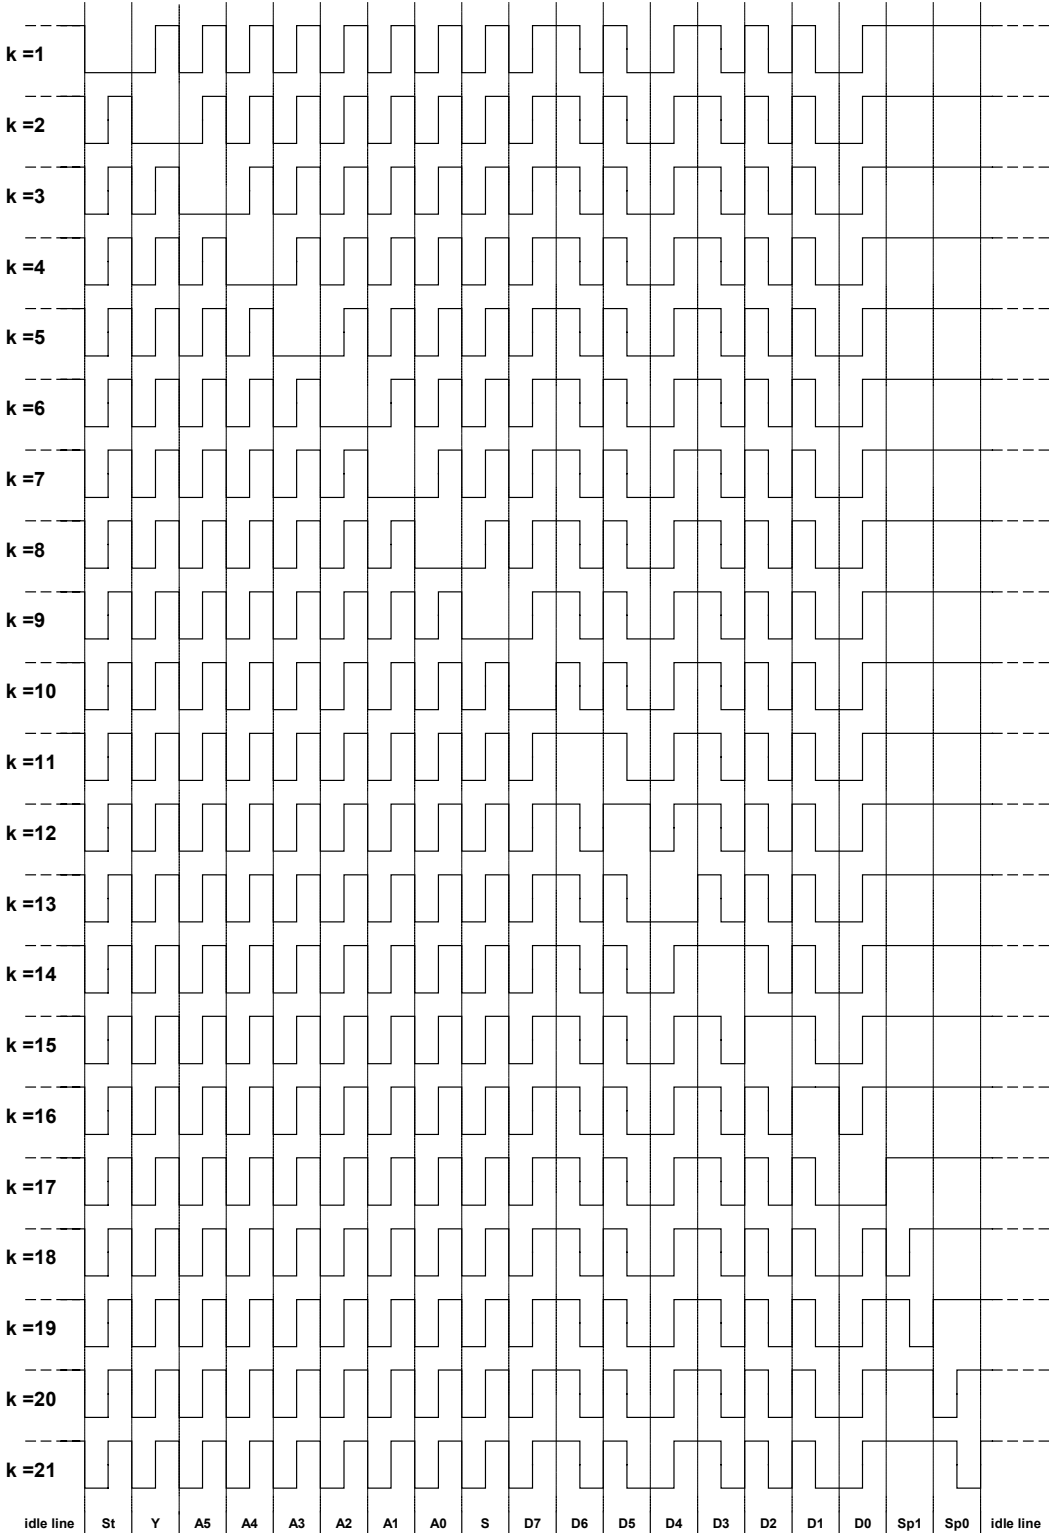 k =1
k =2
k =3
k =4
k =5
k =6
k =7
k =8
k =9
k =10
k =11
k =12
k =13
k =14
k =15
k =16
k =17
k =18
k =19
k =20
k =21
idle line St Y A5 A4 A3 A2 A1 A0 S D7 D6 D5 D4 D3 D2 D1 D0 Sp1 Sp0 idle line